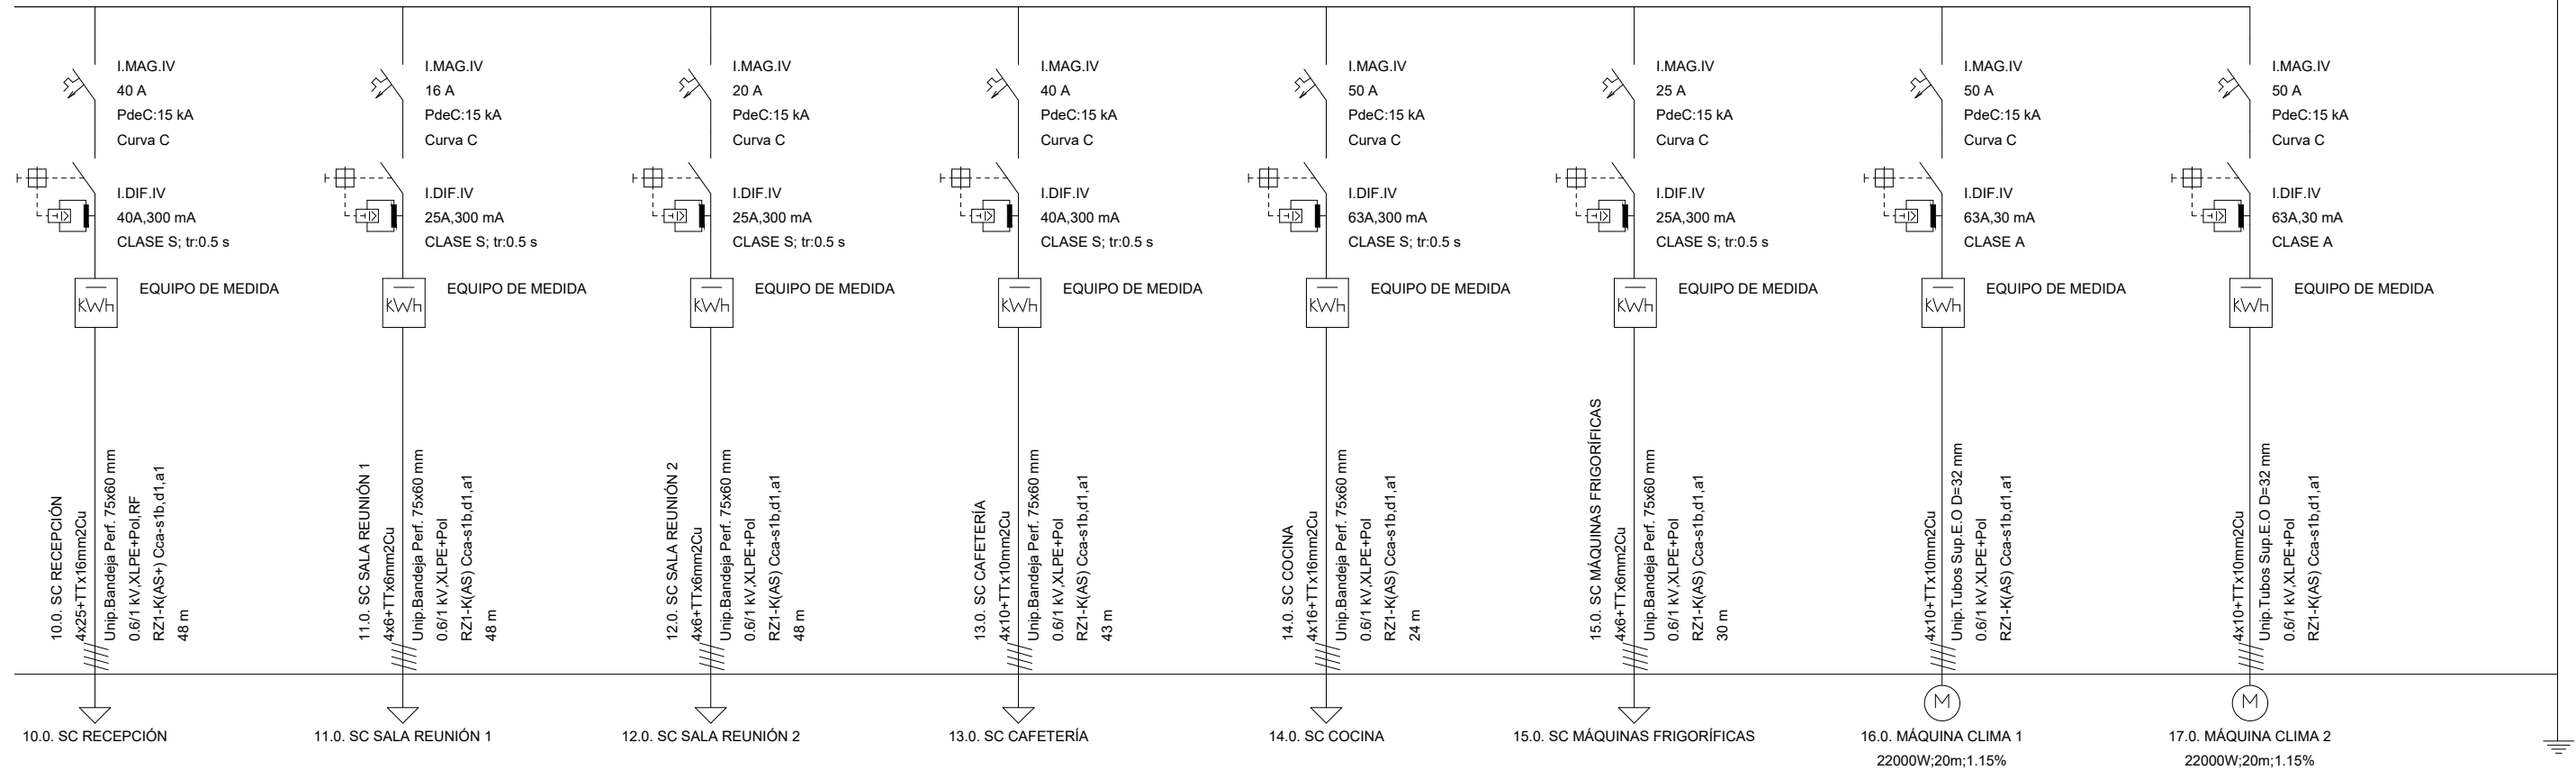 I.MAG.IV
40 A
PdeC:15 kA
Curva C
I.DIF.IV
40A,300 mA
CLASE S; tr:0.5 s
KWh
EQUIPO DE MEDIDA
10.0. SC RECEPCIÓN
4x25+TTx16mm2Cu
Unip.Bandeja Perf. 75x60 mm
0.6/1 kV,XLPE+Pol,RF
RZ1-K(AS+) Cca-s1b,d1,a1
48 m
10.0. SC RECEPCIÓN
I.MAG.IV
16 A
PdeC:15 kA
Curva C
I.DIF.IV
25A,300 mA
CLASE S; tr:0.5 s
KWh
EQUIPO DE MEDIDA
11.0. SC SALA REUNIÓN 1
4x6+TTx6mm2Cu
Unip.Bandeja Perf. 75x60 mm
0.6/1 kV,XLPE+Pol
RZ1-K(AS) Cca-s1b,d1,a1
48 m
11.0. SC SALA REUNIÓN 1
I.MAG.IV
20 A
PdeC:15 kA
Curva C
I.DIF.IV
25A,300 mA
CLASE S; tr:0.5 s
KWh
EQUIPO DE MEDIDA
12.0. SC SALA REUNIÓN 2
4x6+TTx6mm2Cu
Unip.Bandeja Perf. 75x60 mm
0.6/1 kV,XLPE+Pol
RZ1-K(AS) Cca-s1b,d1,a1
48 m
12.0. SC SALA REUNIÓN 2
I.MAG.IV
40 A
PdeC:15 kA
Curva C
I.DIF.IV
40A,300 mA
CLASE S; tr:0.5 s
KWh
EQUIPO DE MEDIDA
13.0. SC CAFETERÍA
4x10+TTx10mm2Cu
Unip.Bandeja Perf. 75x60 mm
0.6/1 kV,XLPE+Pol
RZ1-K(AS) Cca-s1b,d1,a1
43 m
13.0. SC CAFETERÍA
I.MAG.IV
50 A
PdeC:15 kA
Curva C
I.DIF.IV
63A,300 mA
CLASE S; tr:0.5 s
KWh
EQUIPO DE MEDIDA
14.0. SC COCINA
4x16+TTx16mm2Cu
Unip.Bandeja Perf. 75x60 mm
0.6/1 kV,XLPE+Pol
RZ1-K(AS) Cca-s1b,d1,a1
24 m
14.0. SC COCINA
I.MAG.IV
25 A
PdeC:15 kA
Curva C
I.DIF.IV
25A,300 mA
CLASE S; tr:0.5 s
KWh
EQUIPO DE MEDIDA
15.0. SC MÁQUINAS FRIGORÍFICAS
4x6+TTx6mm2Cu
Unip.Bandeja Perf. 75x60 mm
0.6/1 kV,XLPE+Pol
RZ1-K(AS) Cca-s1b,d1,a1
30 m
15.0. SC MÁQUINAS FRIGORÍFICAS
I.MAG.IV
50 A
PdeC:15 kA
Curva C
I.DIF.IV
63A,30 mA
CLASE A
KWh
EQUIPO DE MEDIDA
4x10+TTx10mm2Cu
Unip.Tubos Sup.E.O D=32 mm
0.6/1 kV,XLPE+Pol
RZ1-K(AS) Cca-s1b,d1,a1
M
16.0. MÁQUINA CLIMA 1
22000W;20m;1.15%
I.MAG.IV
50 A
PdeC:15 kA
Curva C
I.DIF.IV
63A,30 mA
CLASE A
KWh
EQUIPO DE MEDIDA
4x10+TTx10mm2Cu
Unip.Tubos Sup.E.O D=32 mm
0.6/1 kV,XLPE+Pol
RZ1-K(AS) Cca-s1b,d1,a1
M
17.0. MÁQUINA CLIMA 2
22000W;20m;1.15%